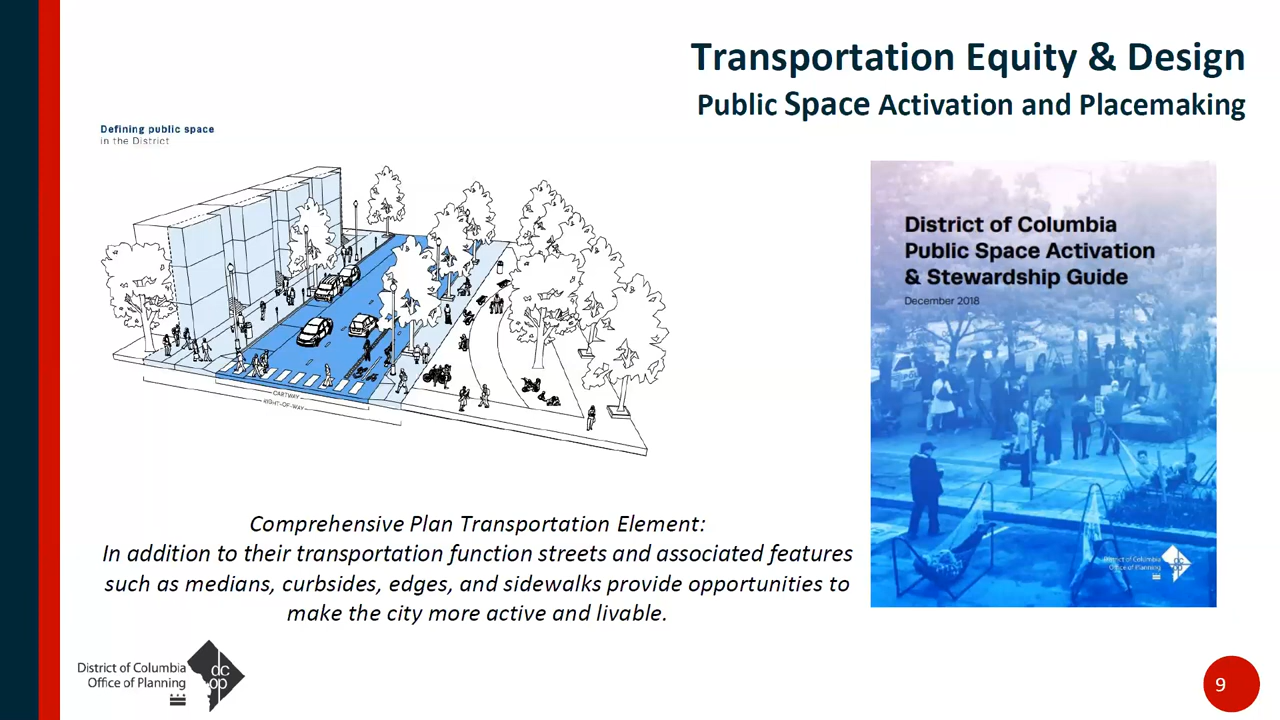 Transportation Equity & Design
Public Space Activation and Placemaking
Defining public space
in the District
CARTWAY
RIGHT-OF-WAY
District of Columbia
Public Space Activation
& Stewardship Guide
December 2018
District of Columbia
Office of Planning
dc
op
Comprehensive Plan Transportation Element:
In addition to their transportation function streets and associated features
such as medians, curbsides, edges, and sidewalks provide opportunities to
make the city more active and livable.
District of Columbia
Office of Planning
dc
op
9